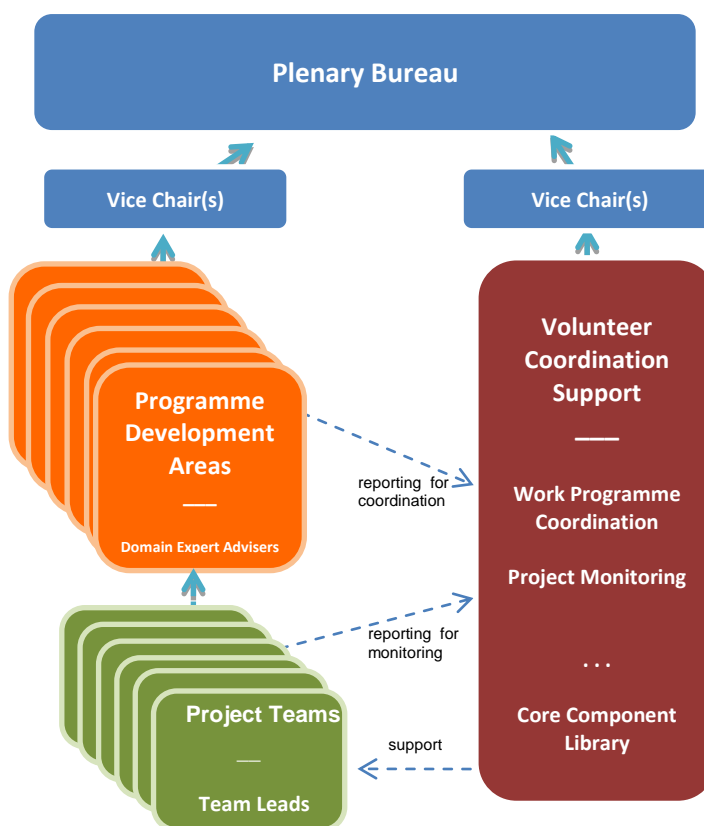 Plenary Bureau
Vice Chair(s)
Vice Chair(s)
Programme
Development
Areas
Domain Expert Advisers
reporting for
coordination
Volunteer
Coordination
Support
Work Programme
Coordination
Project Monitoring
...
Core Component
Library
reporting for
monitoring
support
Project Teams
Team Leads